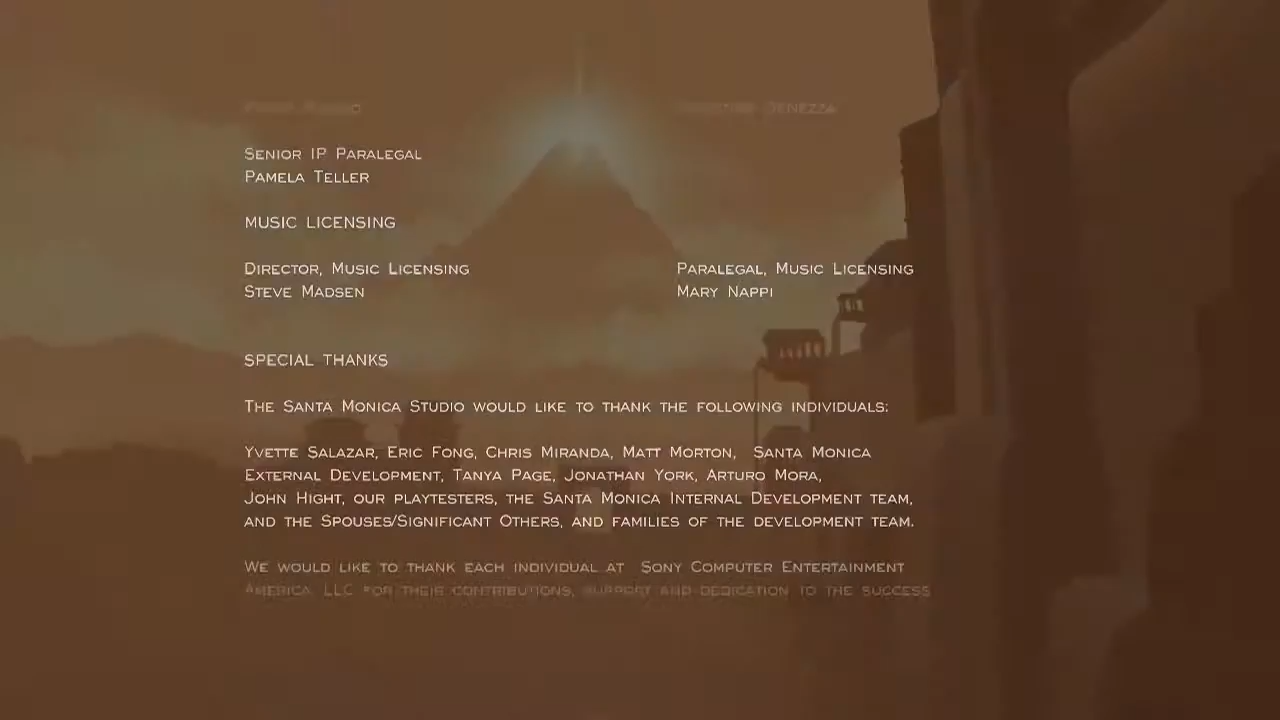 Senior IP Paralegal
Pamela Teller
MUSIC LICENSING
Director, Music Licensing
Paralegal, Music Licensing
Steve Madsen
Mary Nappi
SPECIAL THANKS
The Santa Monica Studio would like to thank the following individuals:
Yvette Salazar, Eric Fong, Chris Miranda, Matt Morton, Santa Monica
External Development, Tanya Page, Jonathan York, Arturo Mora,
John Hight, our playtesters, the Santa Monica Internal Development team,
and the Spouses/Significant Others, and families of the development team.
We would like to thank each individual at Sony Computer Entertainment
America, LLC for their contributions, support and dedication to the success